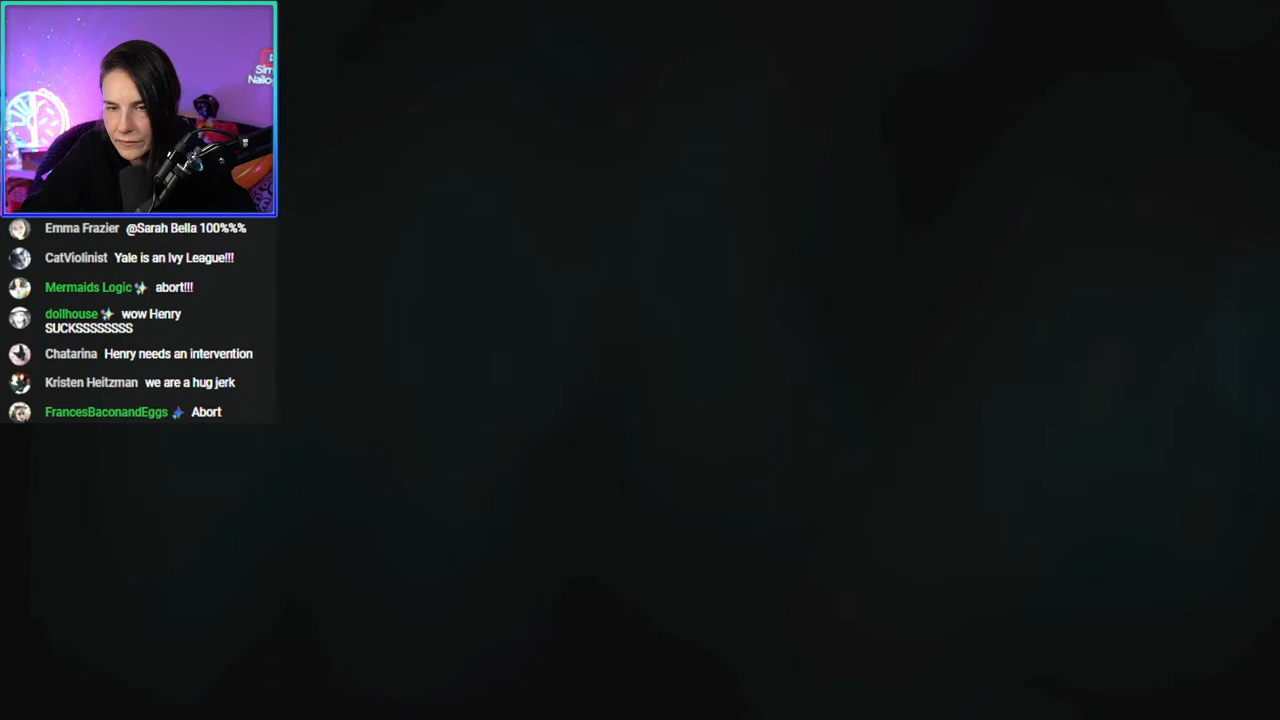 Emma Frazier @Sarah Bella 100%%%
CatViolinist Yale is an Ivy League!!!
Mermaids Logic abort!!!
dollhouse wow Henry
SUCKSSSSSSSS
Chatarina Henry needs an intervention
Kristen Heitzman we are a hug jerk
FrancesBaconandEggs Abort